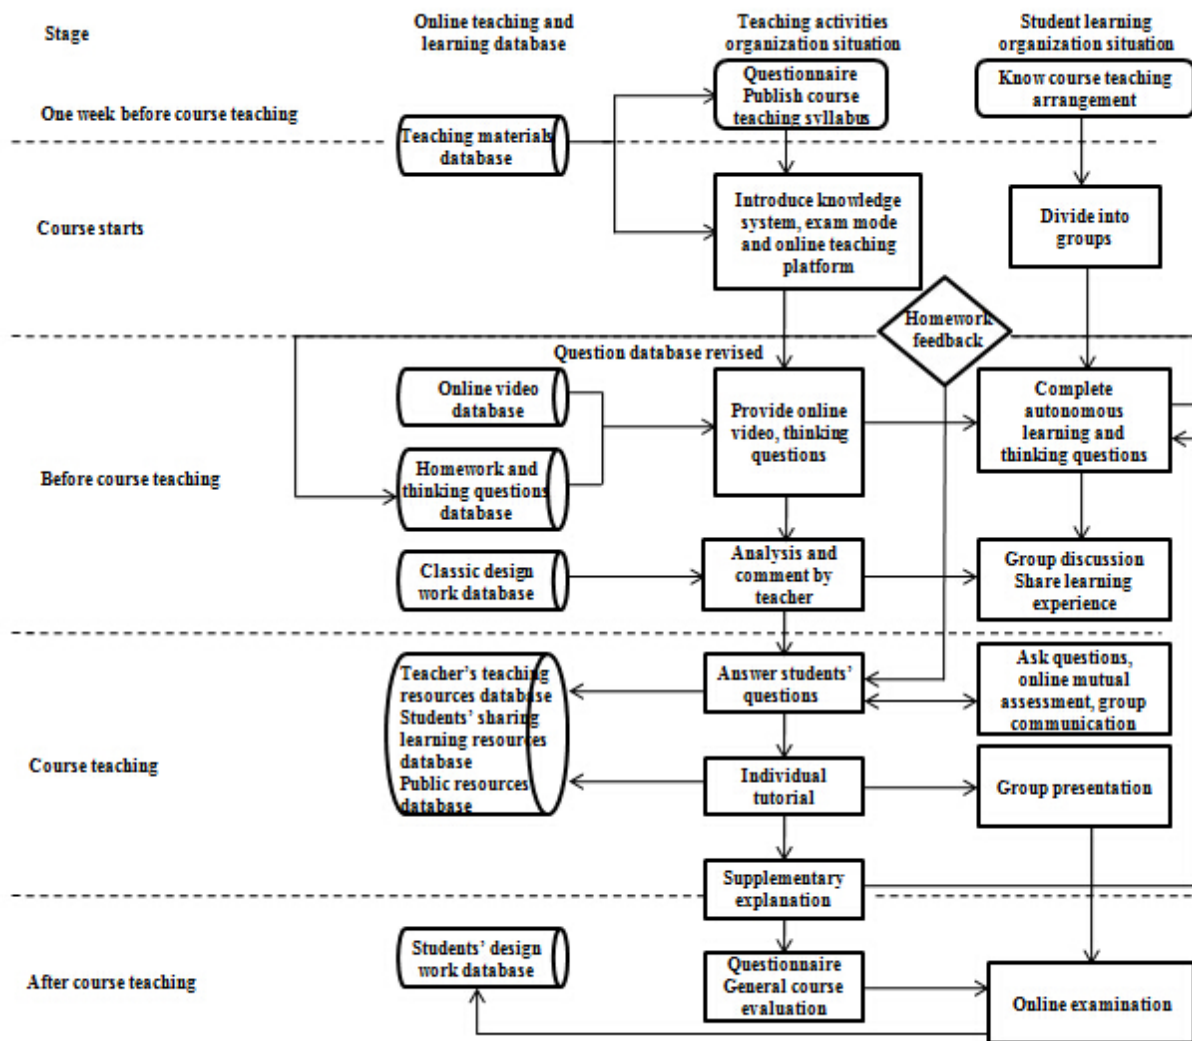 Stage
Online teaching and
learning database
Teaching activities
organization situation
Student learning
organization situation
One week before course teaching
Teaching materials
database
Questionnaire
Publish course
teaching syllabus
Know course teaching
arrangement
Course starts
Introduce knowledge
system, exam mode
and online teaching
platform
Divide into
groups
Homework
feedback
Question database revised
Before course teaching
Online video
database
Homework and
thinking questions
database
Classic design
work database
Provide online
video, thinking
questions
Complete
autonomous
learning and
thinking questions
Analysis and
comment by
teacher
Group discussion
Share learning
experience
Course teaching
Teacher's teaching
resources database
Students' sharing
learning resources
database
Public resources
database
Answer students'
questions
Ask questions,
online mutual
assessment, group
communication
Individual
tutorial
Group presentation
Supplementary
explanation
After course teaching
Students' design
work database
Questionnaire
General course
evaluation
Online examination